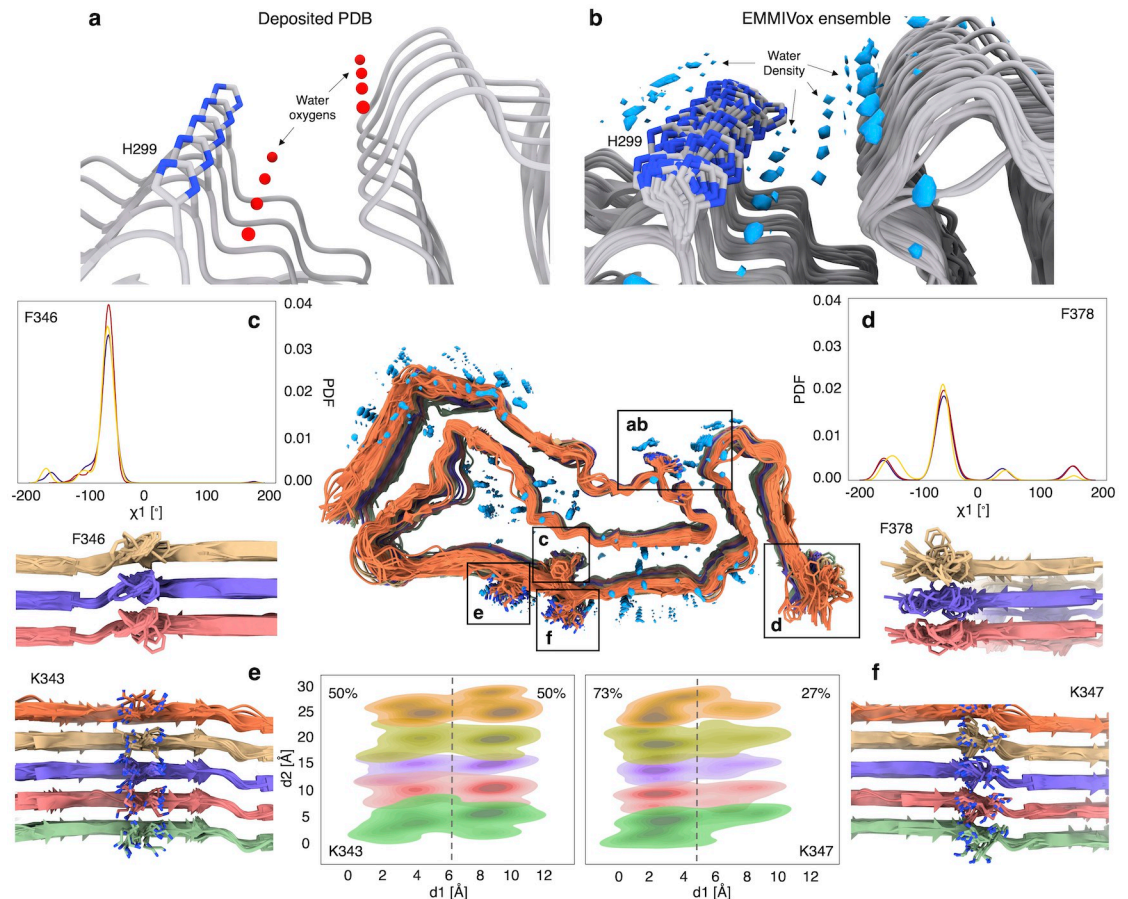 a
Deposited PDB
Water
oxygens
H299
b
EMMIVox ensemble
Water
Density
H299
F346
c
0.04
0.03
0.02
0.01
0.00
PDF
-200
-100
0
100
200
χ1 [°]
F346
ab
c
e
f
d
d
F378
0.04
0.03
0.02
0.01
0.00
PDF
-200
-100
0
100
200
χ1 [°]
F378
K343
e
50%
50%
30
25
20
15
10
5
0
d2 [Å]
K343
0
2
4
6
8
10
12
d1 [Å]
73%
27%
K347
0
2
4
6
8
10
12
d1 [Å]
f
K347